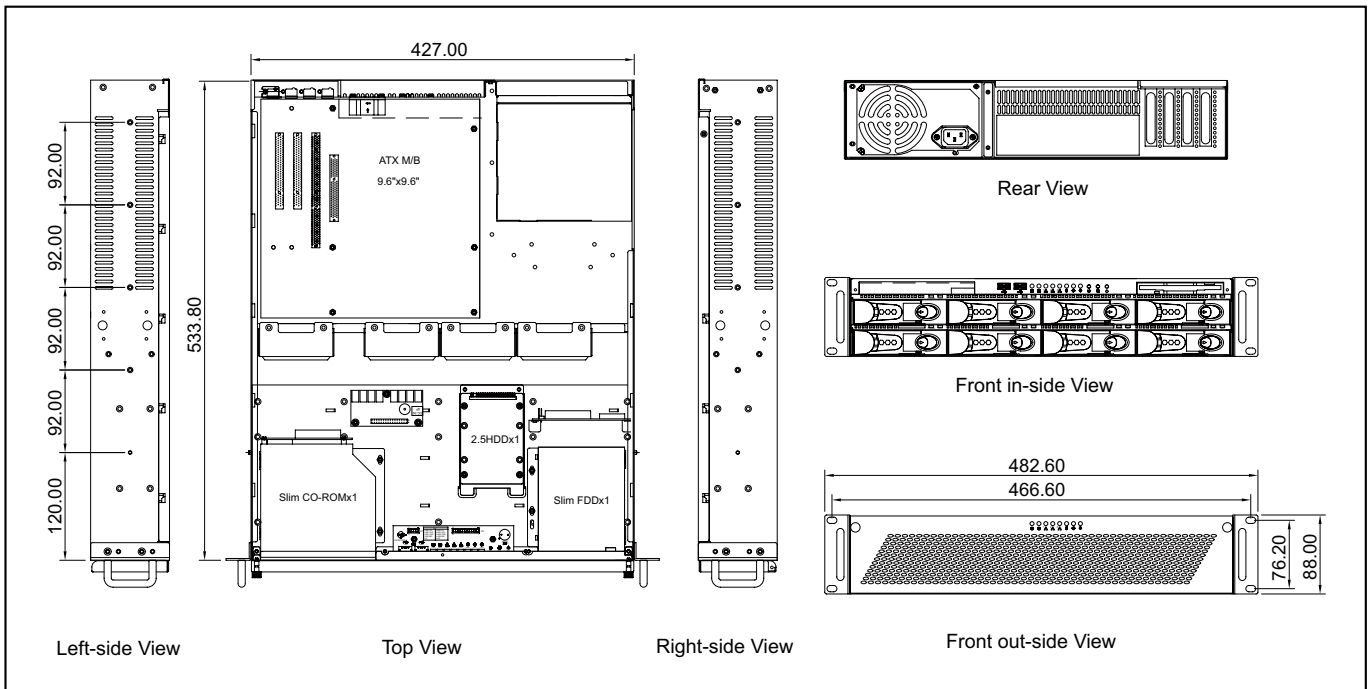 427.00
92.00
92.00
92.00
92.00
120.00
533.80
ATX M/B
9.6"x9.6"
2.5HDDx1
Slim CO-ROMx1
Slim FDDx1
Rear View
Front in-side View
482.60
466.60
76.20
88.00
Left-side View
Top View
Right-side View
Front out-side View